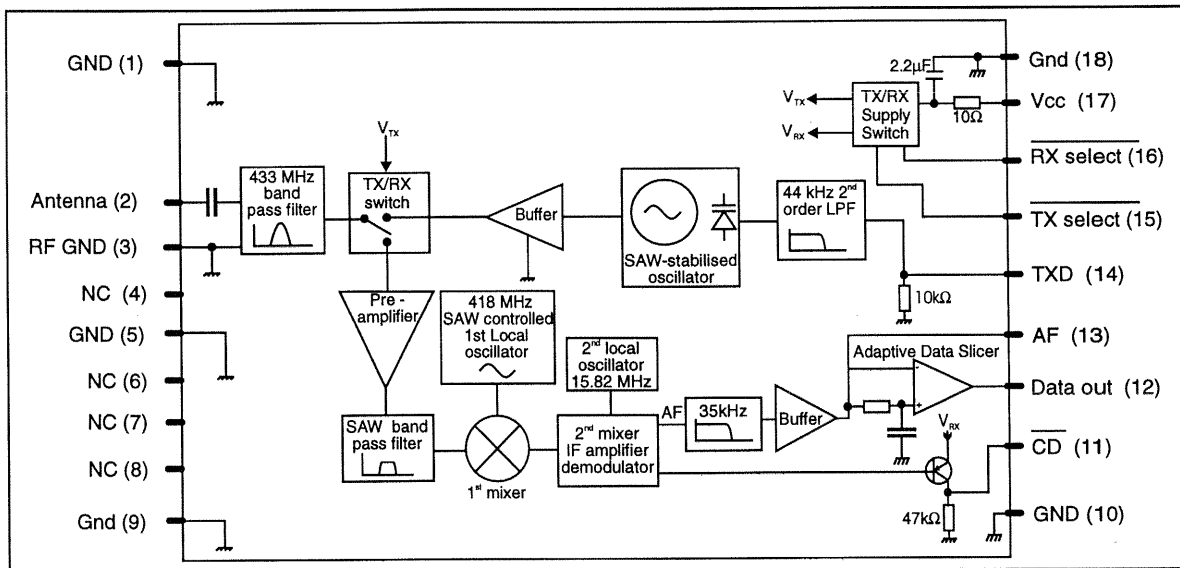 GND (1)
Antenna (2)
RF GND (3)
NC (4)
GND (5)
NC (6)
NC (7)
NC (8)
Gnd (9)
433 MHz
band
pass filter
VTX
TX/RX
switch
Buffer
SAW-stabilised
oscillator
44 kHz 2nd
order LPF
VTX
VRX
TX/RX
Supply
Switch
2.2µF
10Ω
10kΩ
Pre -
amplifier
418 MHz
SAW controlled
1st Local
oscillator
2nd local
oscillator
15.82 MHz
SAW band
pass filter
1st mixer
2nd mixer
IF amplifier
demodulator
AF
35kHz
Buffer
Adaptive Data Slicer
-
+
VRX
47kΩ
Gnd (18)
Vcc (17)
RX select (16)
TX select (15)
TXD (14)
AF (13)
Data out (12)
CD (11)
GND (10)